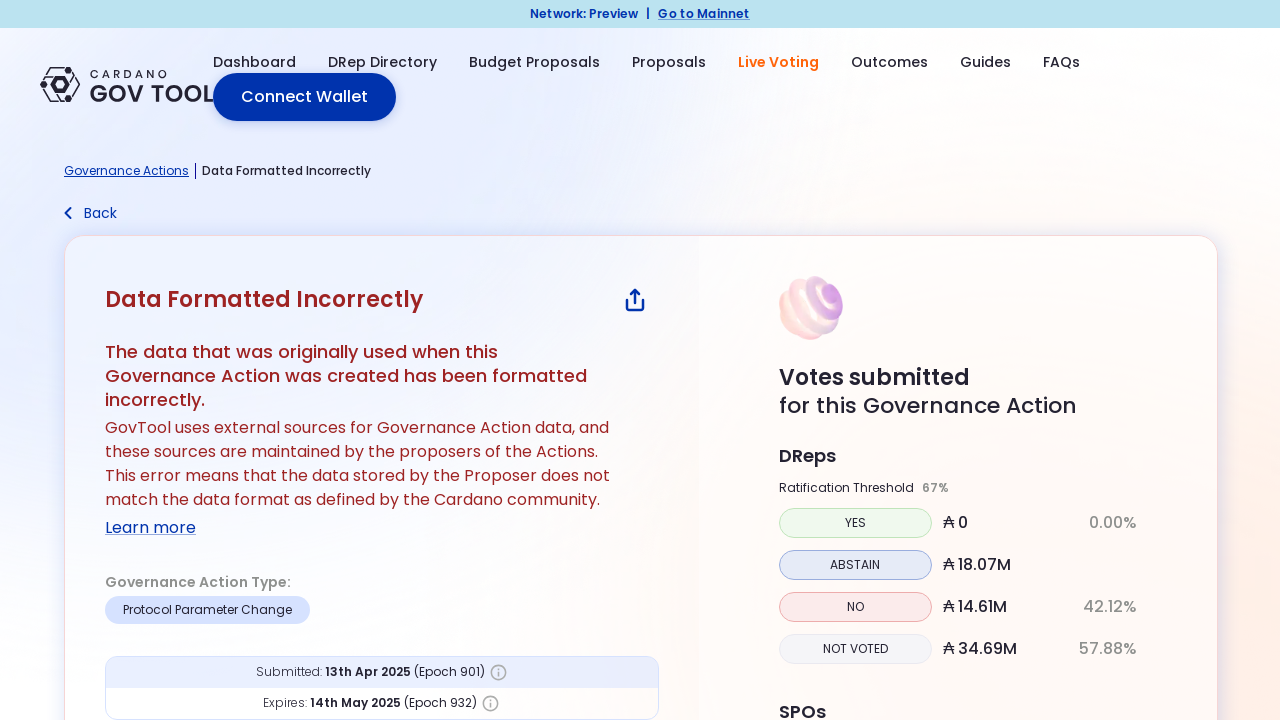 Network: Preview | Go to Mainnet
CARDANO
GOV TOOL
Dashboard DRep Directory Budget Proposals Proposals Live Voting Outcomes Guides FAQs
Connect Wallet
Governance Actions | Data Formatted Incorrectly
Back
Data Formatted Incorrectly
The data that was originally used when this
Governance Action was created has been formatted
incorrectly.
GovTool uses external sources for Governance Action data, and
these sources are maintained by the proposers of the Actions.
This error means that the data stored by the Proposer does not
match the data format as defined by the Cardano community.
Learn more
Governance Action Type:
Protocol Parameter Change
Submitted: 13th Apr 2025 (Epoch 901)
Expires: 14th May 2025 (Epoch 932)
Votes submitted
for this Governance Action
DReps
Ratification Threshold 67%
YES ₳ 0 0.00%
ABSTAIN ₳ 18.07M
NO ₳ 14.61M 42.12%
NOT VOTED ₳ 34.69M 57.88%
SPOs